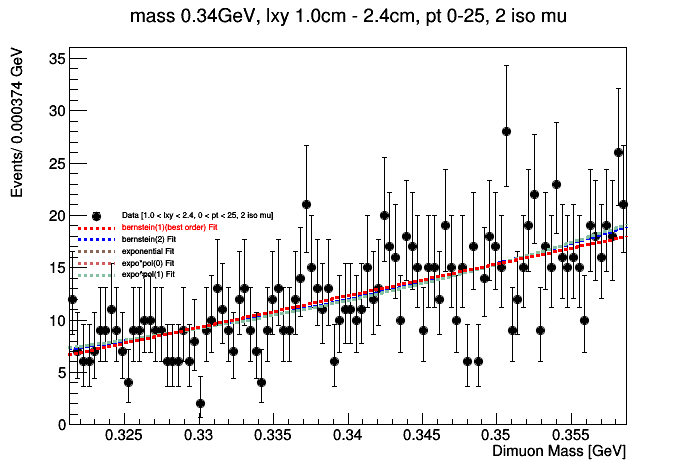 mass 0.34GeV, lxy 1.0cm - 2.4cm, pt 0-25, 2 iso mu
Events/ 0.000374 GeV
35
30
25
20
15
10
5
0
Data [1.0 < lxy < 2.4, 0 < pt < 25, 2 iso mu]
bernstein(1)(best order) Fit
bernstein(2) Fit
exponential Fit
expo*pol(0) Fit
expo*pol(1) Fit
0.325 0.33 0.335 0.34 0.345 0.35 0.355
Dimuon Mass [GeV]